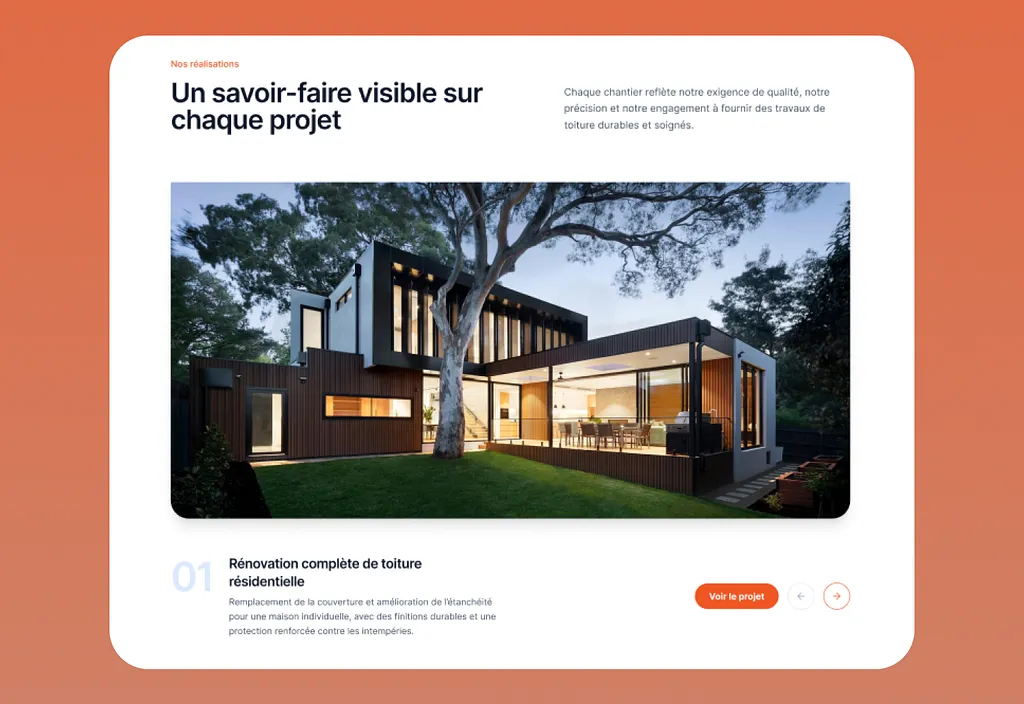 Nos réalisations
Un savoir-faire visible sur
chaque projet
Chaque chantier reflète notre exigence de qualité, notre
précision et notre engagement à fournir des travaux de
toiture durables et soignés.
01
Rénovation complète de toiture
résidentielle
Remplacement de la couverture et amélioration de l'étanchéité
pour une maison individuelle, avec des finitions durables et une
protection renforcée contre les intempéries.
Voir le projet